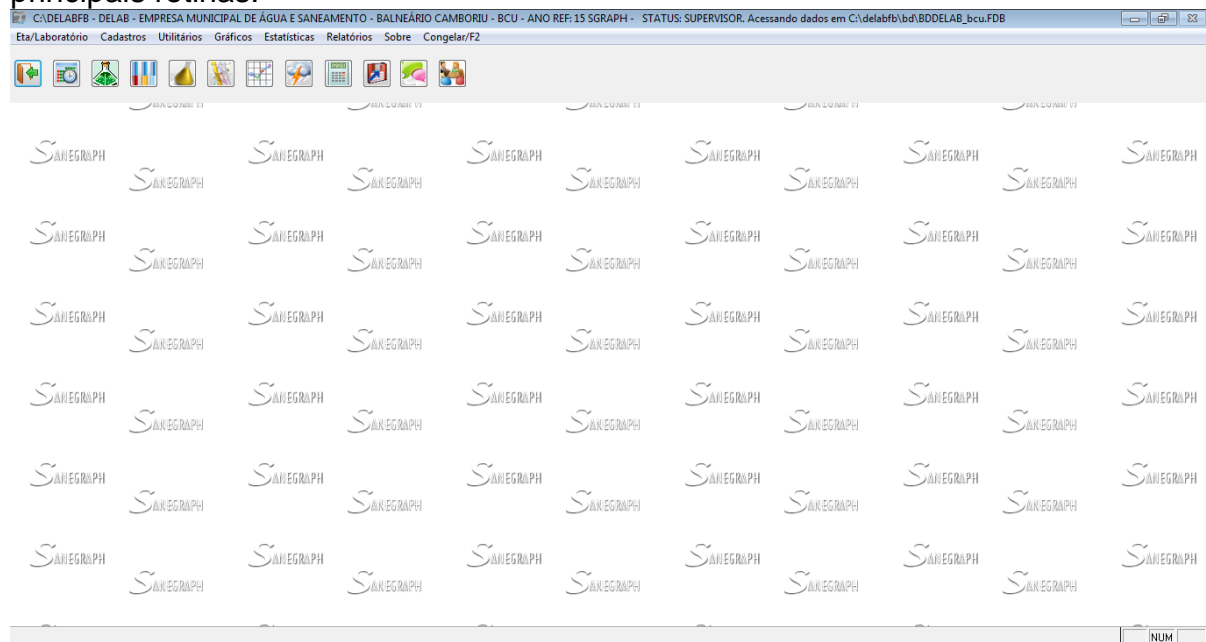 principais retinas.
C:\DELABFB - DELAB - EMPRESA MUNICIPAL DE ÁGUA E SANEAMENTO - BALNEÁRIO CAMBORIU - BCU - ANO REF: 15 SGRAPH -   STATUS: SUPERVISOR. Acessando dados em C:\delabfb\bd\BDDELAB_bcu.FDB
Eta/Laboratório Cadastros Utilitários Gráficos Estatísticas Relatórios Sobre Congelar/F2
SANEGRAPH SANEGRAPH SANEGRAPH SANEGRAPH SANEGRAPH SANEGRAPH
SANEGRAPH SANEGRAPH SANEGRAPH SANEGRAPH SANEGRAPH
SANEGRAPH SANEGRAPH SANEGRAPH SANEGRAPH SANEGRAPH SANEGRAPH
SANEGRAPH SANEGRAPH SANEGRAPH SANEGRAPH SANEGRAPH
SANEGRAPH SANEGRAPH SANEGRAPH SANEGRAPH SANEGRAPH SANEGRAPH
SANEGRAPH SANEGRAPH SANEGRAPH SANEGRAPH SANEGRAPH
SANEGRAPH SANEGRAPH SANEGRAPH SANEGRAPH SANEGRAPH SANEGRAPH
SANEGRAPH SANEGRAPH SANEGRAPH SANEGRAPH SANEGRAPH
SANEGRAPH SANEGRAPH SANEGRAPH SANEGRAPH SANEGRAPH SANEGRAPH
SANEGRAPH SANEGRAPH SANEGRAPH SANEGRAPH SANEGRAPH
SANEGRAPH SANEGRAPH SANEGRAPH SANEGRAPH SANEGRAPH SANEGRAPH
SANEGRAPH SANEGRAPH SANEGRAPH SANEGRAPH SANEGRAPH
NUM